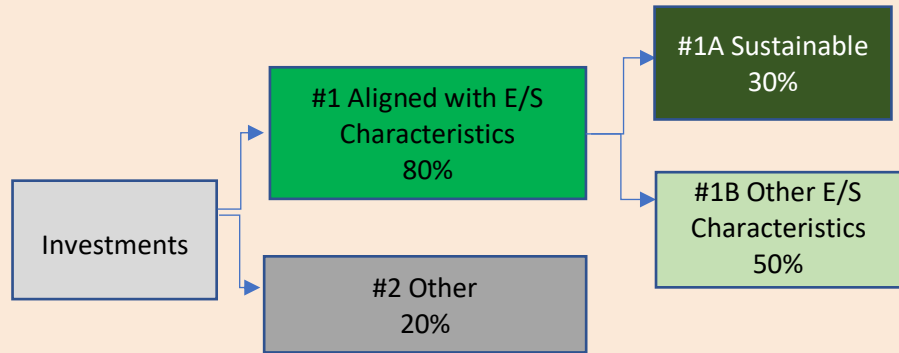 Investments
#1 Aligned with E/S
Characteristics
80%
#2 Other
20%
#1A Sustainable
30%
#1B Other E/S
Characteristics
50%